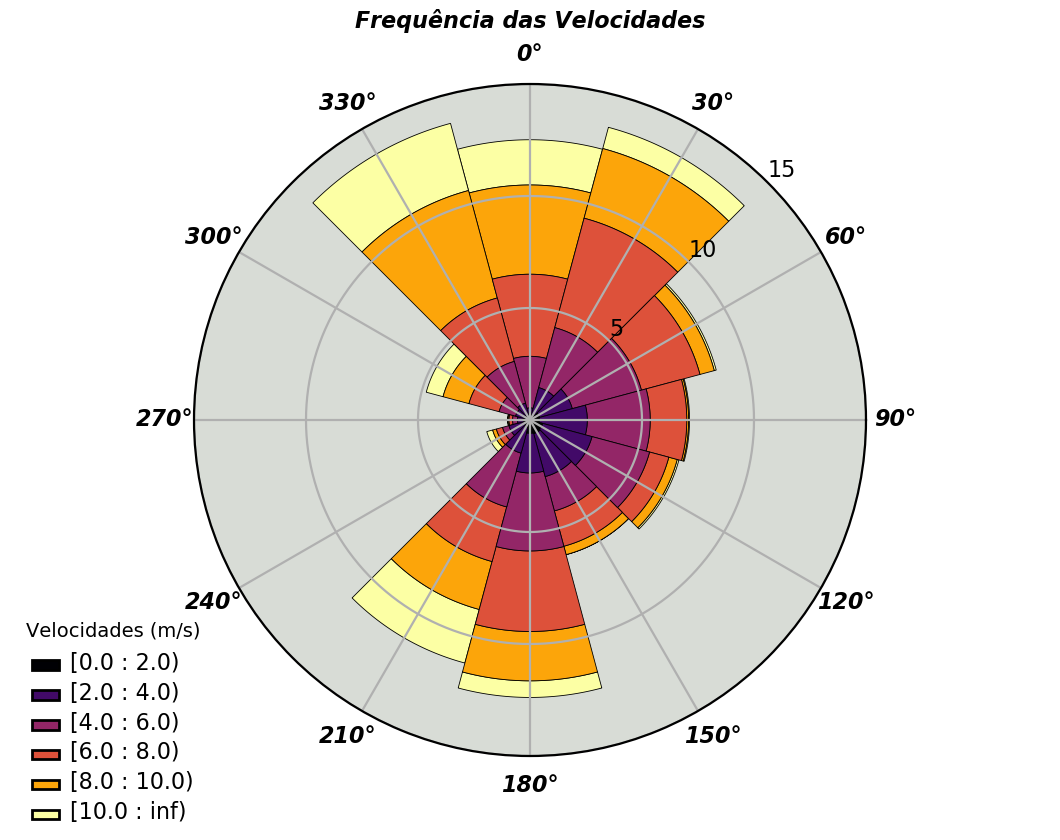 Frequência das Velocidades
0°
330°
30°
15
300°
60°
10
5
270°
90°
240°
120°
210°
150°
180°
Velocidades (m/s)
[0.0 : 2.0)
[2.0 : 4.0)
[4.0 : 6.0)
[6.0 : 8.0)
[8.0 : 10.0)
[10.0 : inf)